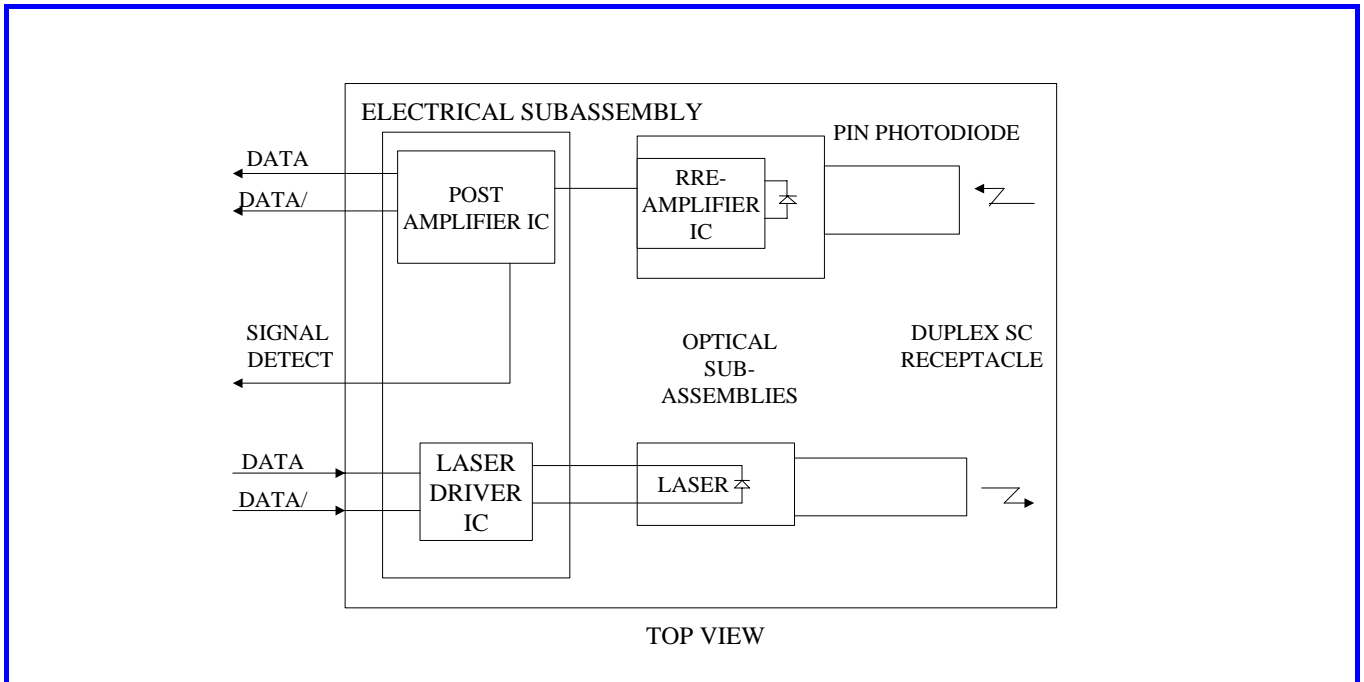 ELECTRICAL SUBASSEMBLY
PIN PHOTODIODE
DATA
DATA/
POST
AMPLIFIER IC
RRE-
AMPLIFIER
IC
SIGNAL
DETECT
OPTICAL
SUB-
ASSEMBLIES
DUPLEX SC
RECEPTACLE
DATA
DATA/
LASER
DRIVER
IC
LASER
TOP VIEW